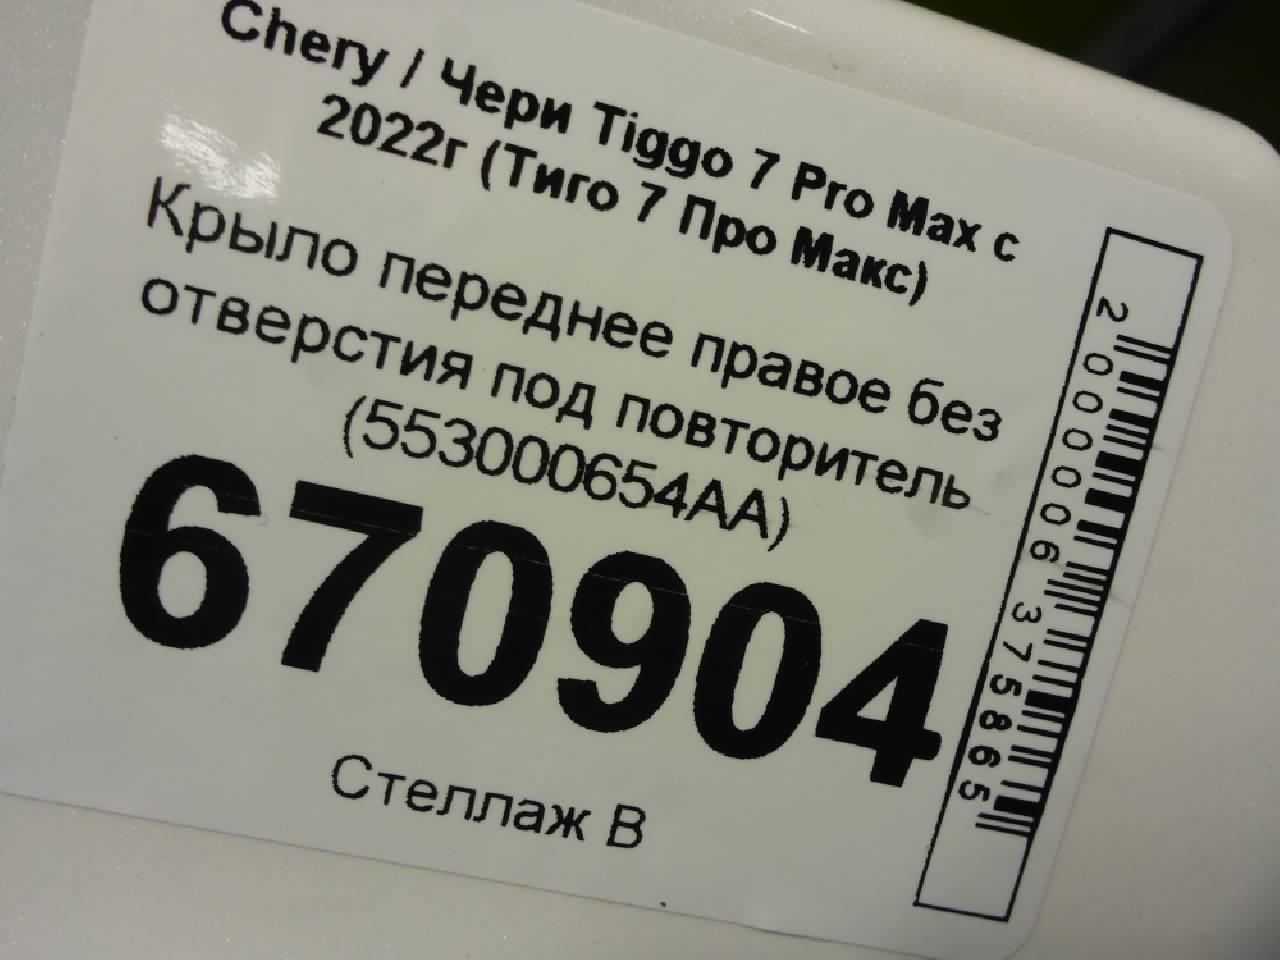 Chery / Чери Tiggo 7 Pro Max с
2022г (Тиго 7 Про Макс)
Крыло переднее правое без
отверстия под повторитель
(553000654AA)
670904
Стеллаж В
2000006375865